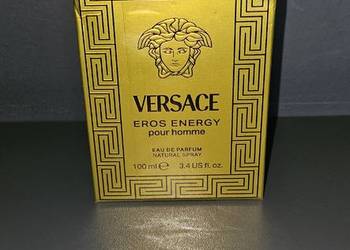 VERSACE
EROS ENERGY
pour homme
EAU DE PARFUM
NATURAL SPRAY
100 ml ℮ 3.4 US fl. oz.